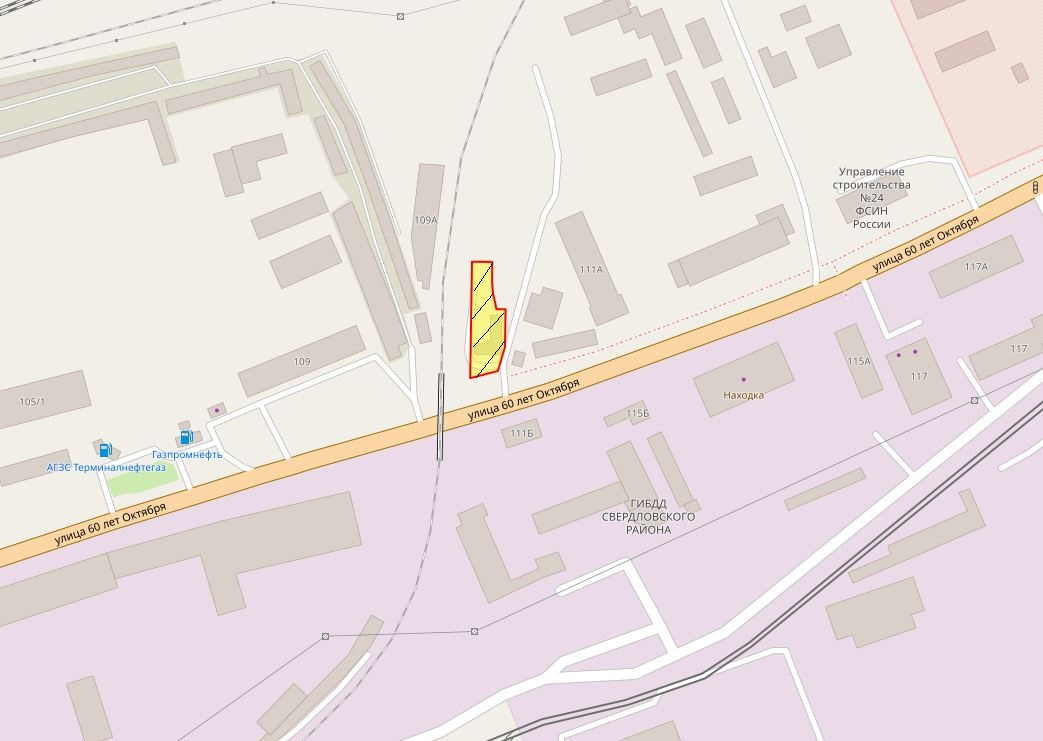 Управление
строительства
№24
ФСИН
России
109А
улица 60 лет Октября
111А
117А
109
115А
117
117
105/1
Находка
улица 60 лет Октября
115Б
111Б
Газпромнефть
АГЗС Терминалнефтегаз
улица 60 лет Октября
ГИБДД
СВЕРДЛОВСКОГО
РАЙОНА